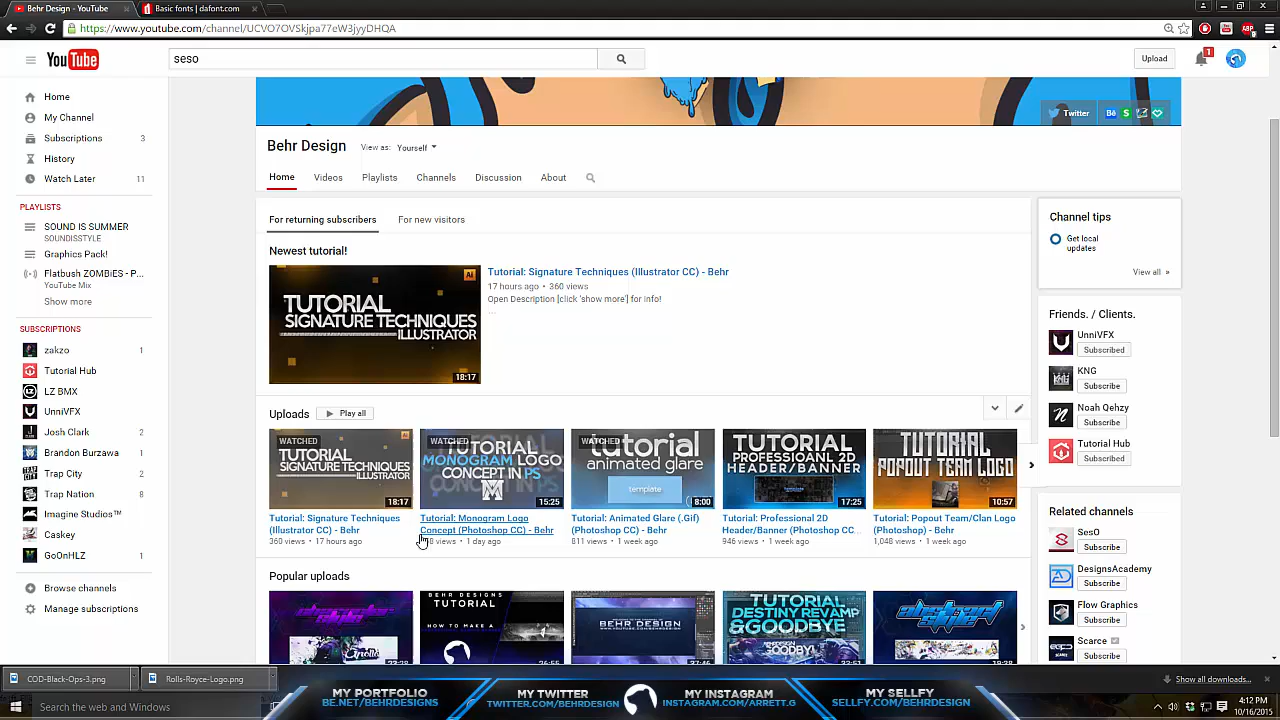 Behr Design - YouTube
Basic fonts | dafont.com
https://www.youtube.com/channel/UCVO7OVSkjpa77eW3jyyDHQA
YouTube
seso
Upload
1
Home
My Channel
Subscriptions 3
History
Watch Later 11
PLAYLISTS
SOUND IS SUMMER
SOUNDISSTYLE
Graphics Pack!
Flatbush ZOMBiES - P...
YouTube Mix
Show more
SUBSCRIPTIONS
zakzo 1
Tutorial Hub
LZ BMX
UnniVFX
Josh Clark 2
Brandon Burzawa 1
Trap City 2
Trap Nation 8
Imagine Studios™
Caskey
GoOnHLZ 1
Browse channels
Manage subscriptions
Twitter
Bē S
Behr Design View as: Yourself
Home Videos Playlists Channels Discussion About
For returning subscribers For new visitors
Newest tutorial!
Ai
TUTORIAL
SIGNATURE TECHNIQUES
ILLUSTRATOR
18:17
Tutorial: Signature Techniques (Illustrator CC) - Behr
17 hours ago • 360 views
Open Description [click 'show more'] for info!
...
Uploads Play all
WATCHED
TUTORIAL
SIGNATURE TECHNIQUES
ILLUSTRATOR
18:17
Tutorial: Signature Techniques
(Illustrator CC) - Behr
360 views • 17 hours ago
WATCHED
TUTORIAL
MONOGRAM LOGO
CONCEPT IN PS
15:25
Tutorial: Monogram Logo
Concept (Photoshop CC) - Behr
8 views • 1 day ago
WATCHED
tutorial
animated glare
template
8:00
Tutorial: Animated Glare (.Gif)
(Photoshop CC) - Behr
811 views • 1 week ago
TUTORIAL
PROFESSIOANL 2D
HEADER/BANNER
17:25
Tutorial: Professional 2D
Header/Banner (Photoshop CC...
946 views • 1 week ago
TUTORIAL
POPOUT TEAM LOGO
10:57
Tutorial: Popout Team/Clan Logo
(Photoshop) - Behr
1,048 views • 1 week ago
Popular uploads
BEHR DESIGNS
TUTORIAL
HOW TO MAKE A
BEHR DESIGN
TUTORIAL
DESTINY REVAMP
& GOODBYE
GOODBYE!
Channel tips
Get local
updates
View all »
Friends. / Clients.
UnniVFX
Subscribed
KNG
Subscribe
Noah Qehzy
Subscribe
Tutorial Hub
Subscribed
Related channels
SesO
Subscribe
DesignsAcademy
Subscribe
Flow Graphics
Subscribe
Scarce
Subscribe
COD-Black-Ops-3.png
Rolls-Royce-Logo.png
Show all downloads...
Search the web and Windows
MY PORTFOLIO
BE.NET/BEHRDESIGNS
MY TWITTER
TWITTER.COM/BEHRDESIGN
MY INSTAGRAM
INSTAGRAM.COM/ARRETT.G
MY SELLFY
SELLFY.COM/BEHRDESIGN
4:12 PM
10/16/2015